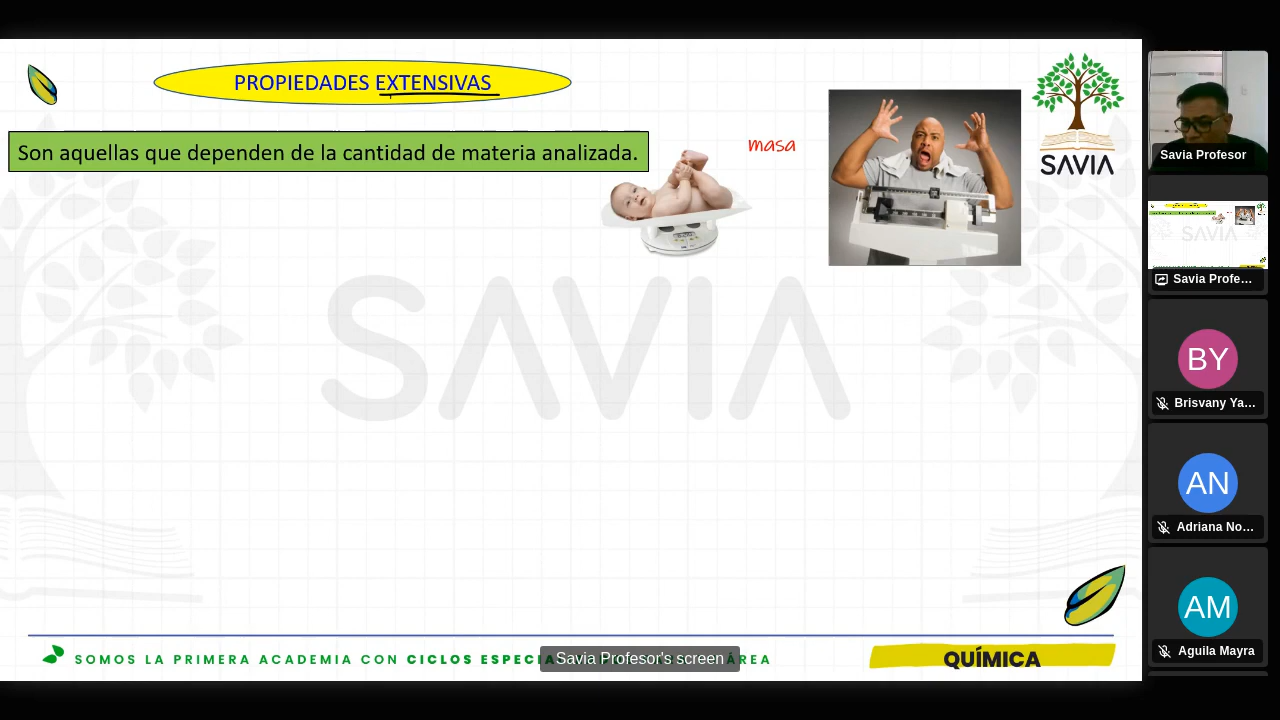 PROPIEDADES EXTENSIVAS
Son aquellas que dependen de la cantidad de materia analizada.
masa
SAVIA
SAVIA
SOMOS LA PRIMERA ACADEMIA CON CICLOS ÁREA
QUÍMICA
Savia Profesor's screen
Savia Profesor
Savia Profe...
BY
Brisvany Ya...
AN
Adriana No...
AM
Aguila Mayra